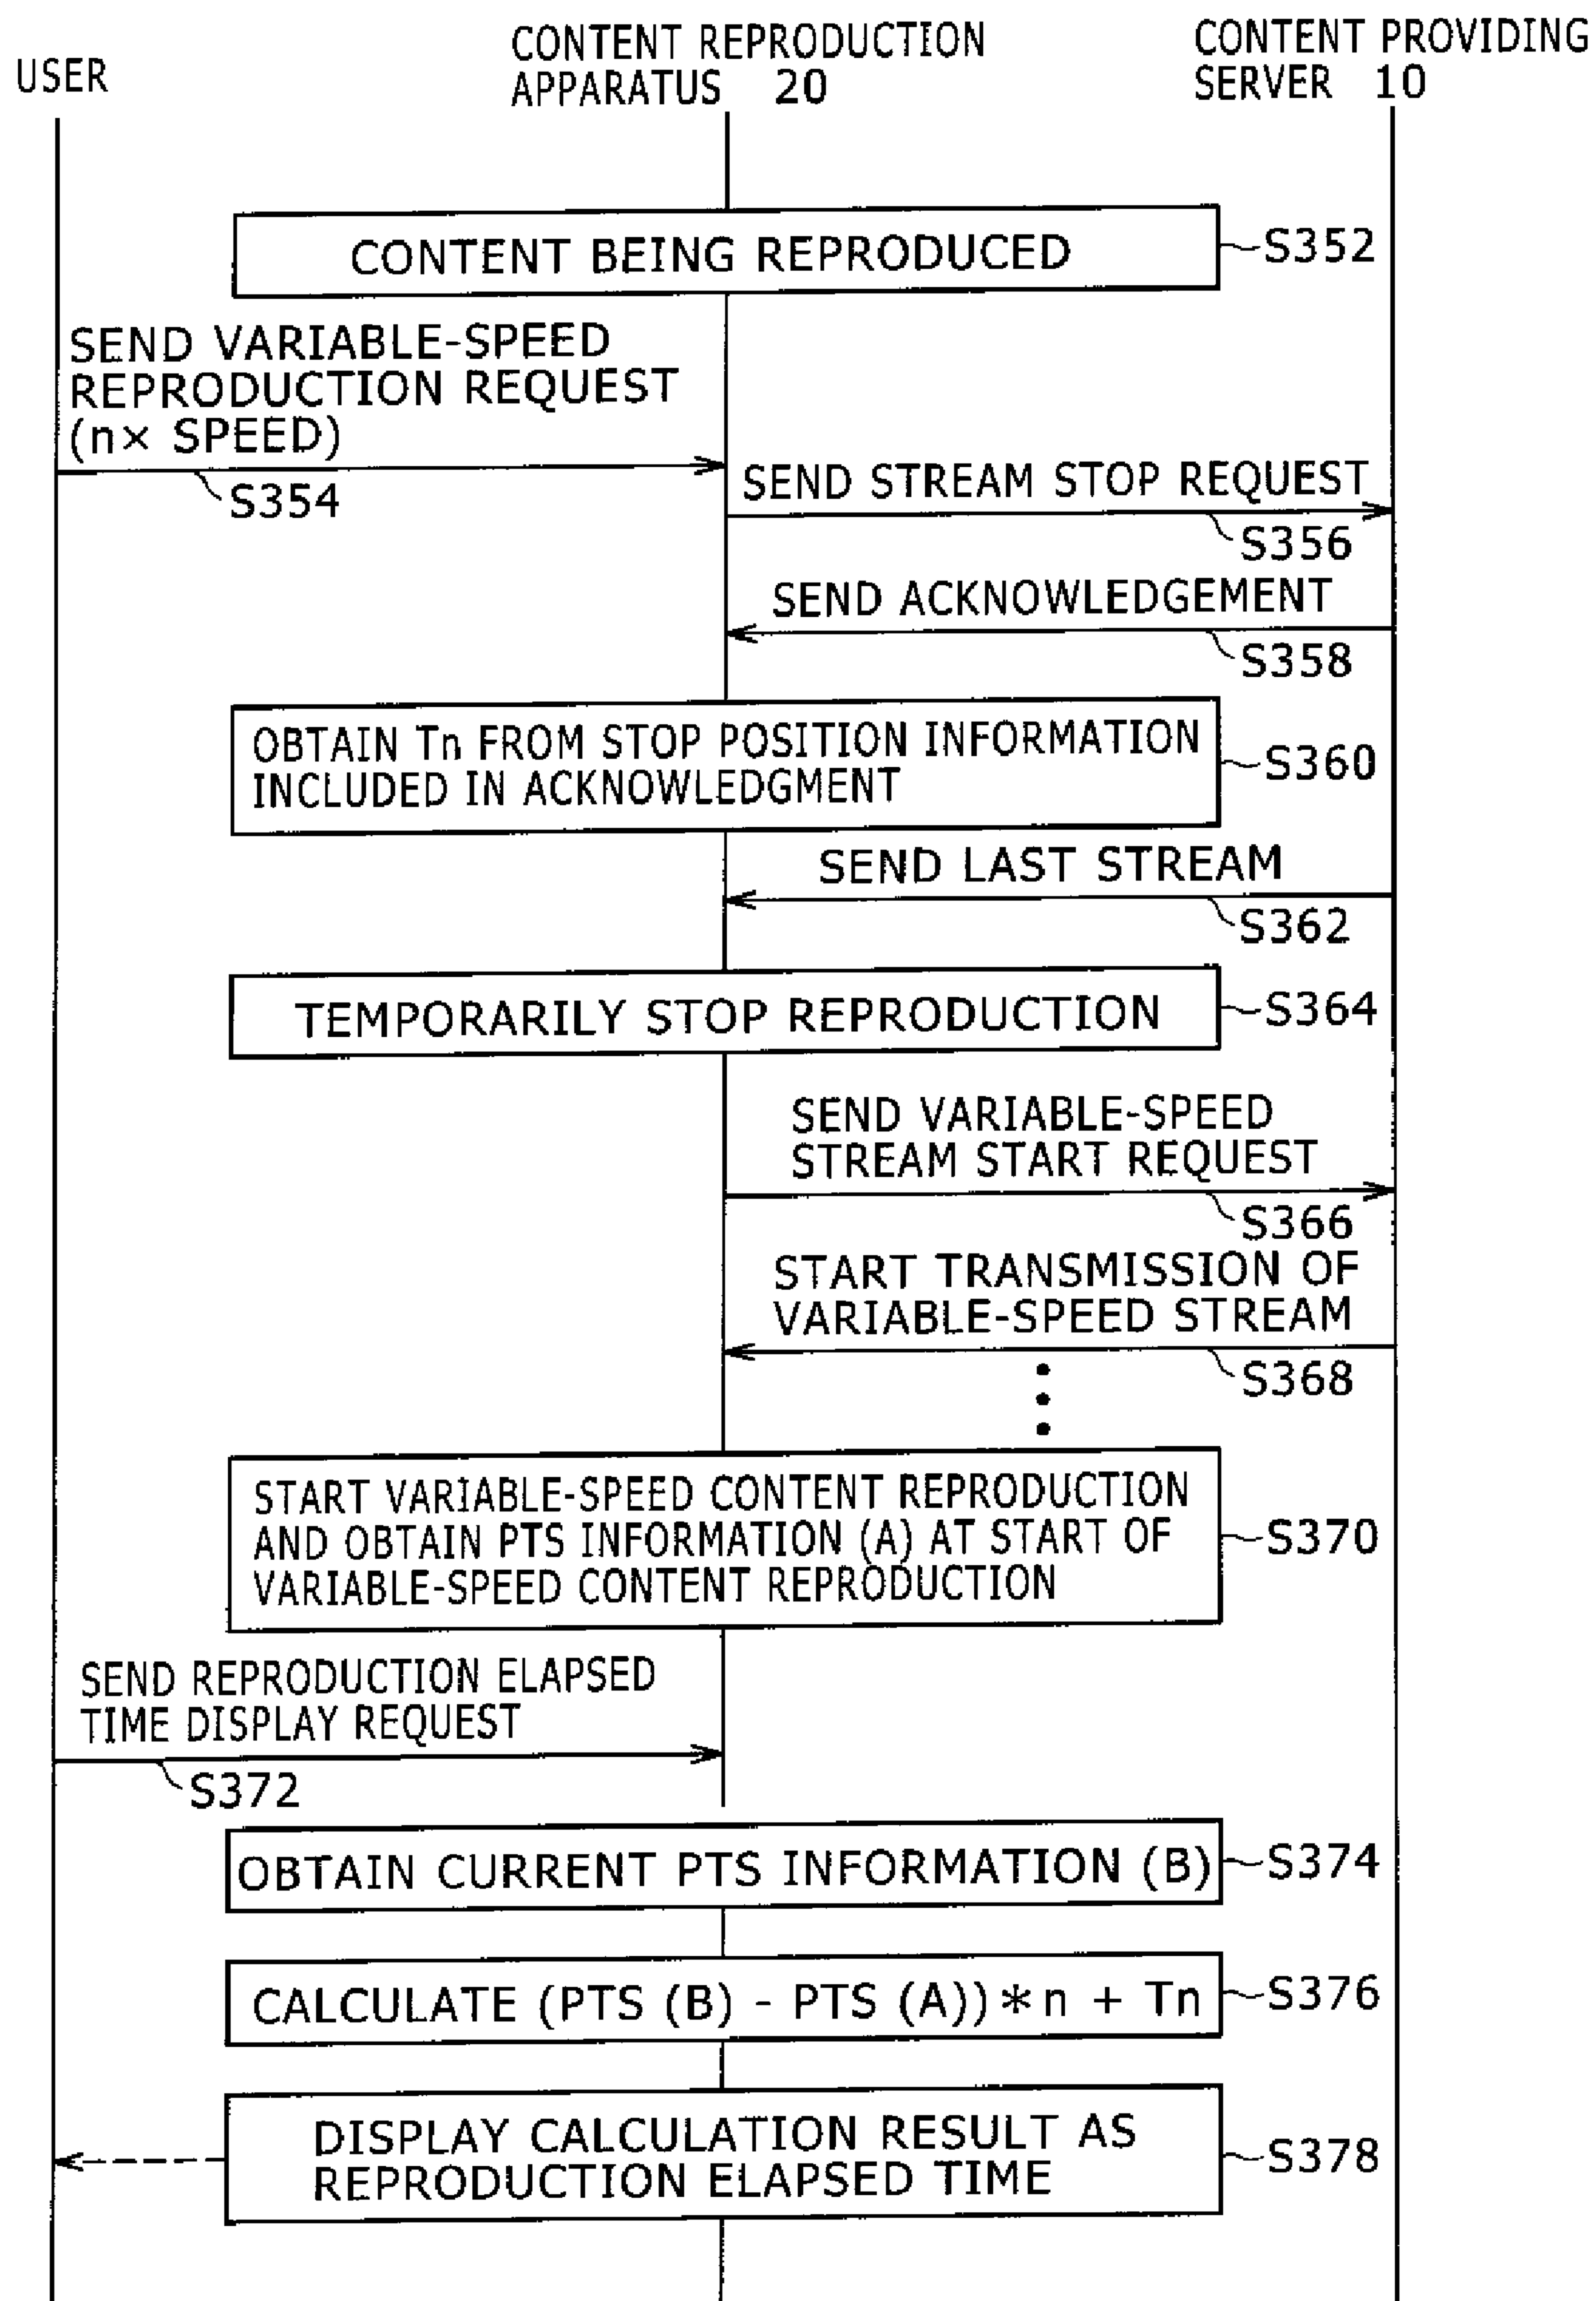 USER
CONTENT REPRODUCTION
APPARATUS 20
CONTENT PROVIDING
SERVER 10
CONTENT BEING REPRODUCED
S352
SEND VARIABLE-SPEED
REPRODUCTION REQUEST
(n× SPEED)
S354
SEND STREAM STOP REQUEST
S356
SEND ACKNOWLEDGEMENT
S358
OBTAIN Tn FROM STOP POSITION INFORMATION
INCLUDED IN ACKNOWLEDGMENT
S360
SEND LAST STREAM
S362
TEMPORARILY STOP REPRODUCTION
S364
SEND VARIABLE-SPEED
STREAM START REQUEST
S366
START TRANSMISSION OF
VARIABLE-SPEED STREAM
S368
START VARIABLE-SPEED CONTENT REPRODUCTION
AND OBTAIN PTS INFORMATION (A) AT START OF
VARIABLE-SPEED CONTENT REPRODUCTION
S370
SEND REPRODUCTION ELAPSED
TIME DISPLAY REQUEST
S372
OBTAIN CURRENT PTS INFORMATION (B)
S374
CALCULATE (PTS (B) - PTS (A)) * n + Tn
S376
DISPLAY CALCULATION RESULT AS
REPRODUCTION ELAPSED TIME
S378